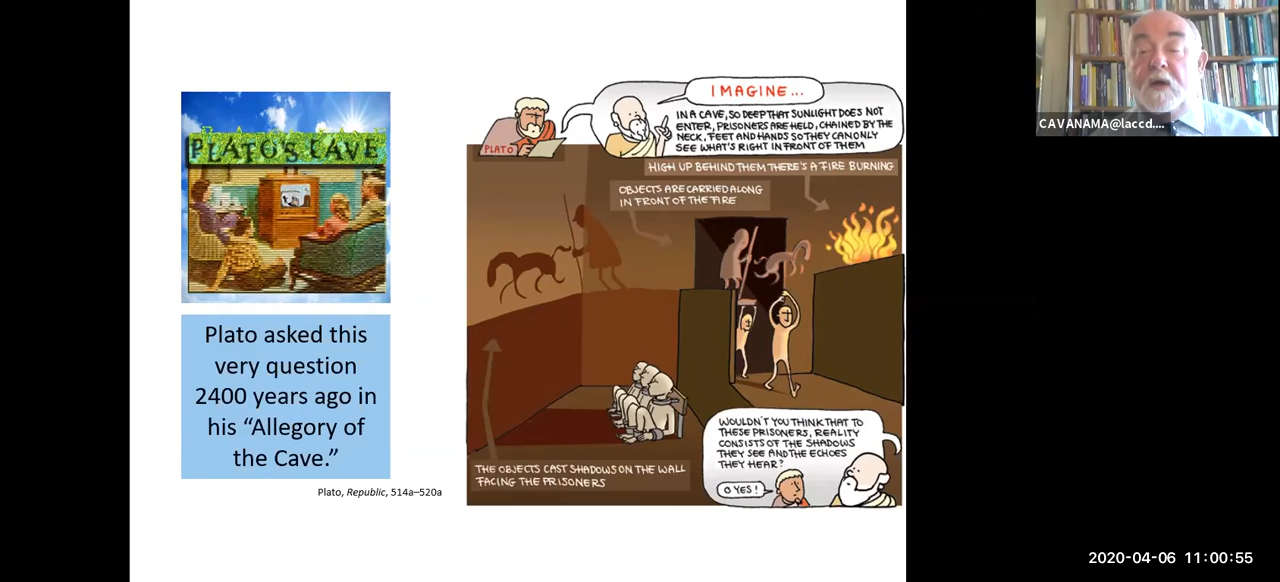 PLATO'S CAVE
Plato asked this
very question
2400 years ago in
his “Allegory of
the Cave.”
Plato, Republic, 514a–520a
PLATO
IMAGINE...
IN A CAVE, SO DEEP THAT SUNLIGHT DOES NOT
ENTER, PRISONERS ARE HELD, CHAINED BY THE
NECK, FEET AND HANDS SO THEY CAN ONLY
SEE WHAT'S RIGHT IN FRONT OF THEM
HIGH UP BEHIND THEM THERE'S A FIRE BURNING
OBJECTS ARE CARRIED ALONG
IN FRONT OF THE FIRE
THE OBJECTS CAST SHADOWS ON THE WALL
FACING THE PRISONERS
WOULDN'T YOU THINK THAT TO
THESE PRISONERS, REALITY
CONSISTS OF THE SHADOWS
THEY SEE AND THE ECHOES
THEY HEAR?
O YES!
CAVANAMA@laccd....
2020-04-06 11:00:55